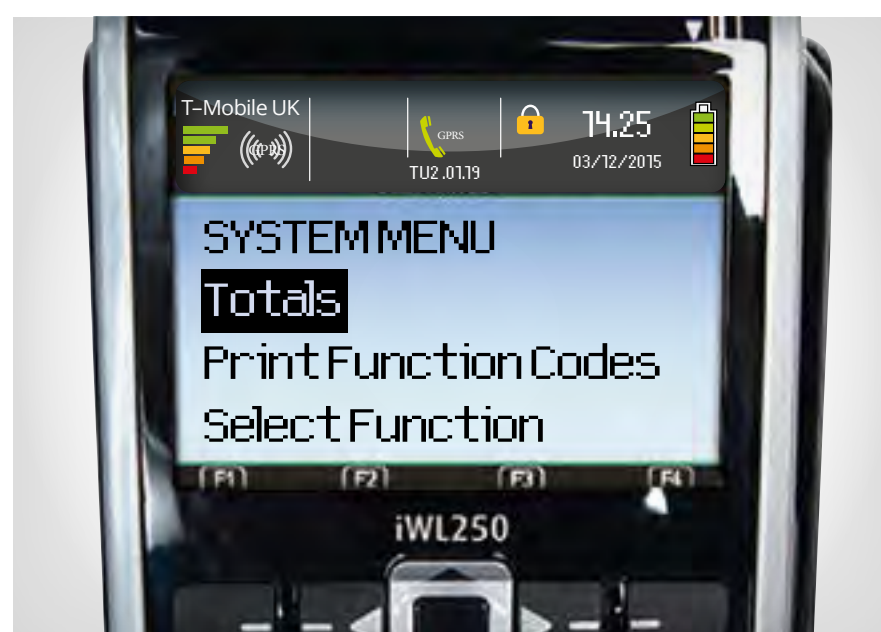 T-Mobile UK
GPRS
GPRS
TU2.01.19
14.25
03/12/2015
SYSTEM MENU
Totals
Print Function Codes
Select Function
F1 F2 F3 F4
iWL250